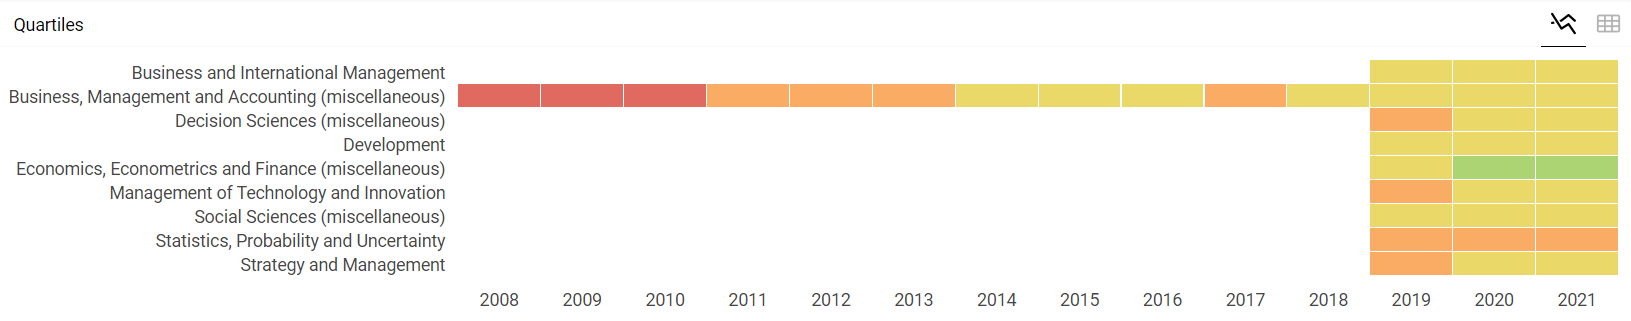 Quartiles
Business and International Management
Business, Management and Accounting (miscellaneous)
Decision Sciences (miscellaneous)
Development
Economics, Econometrics and Finance (miscellaneous)
Management of Technology and Innovation
Social Sciences (miscellaneous)
Statistics, Probability and Uncertainty
Strategy and Management
2008 2009 2010 2011 2012 2013 2014 2015 2016 2017 2018 2019 2020 2021